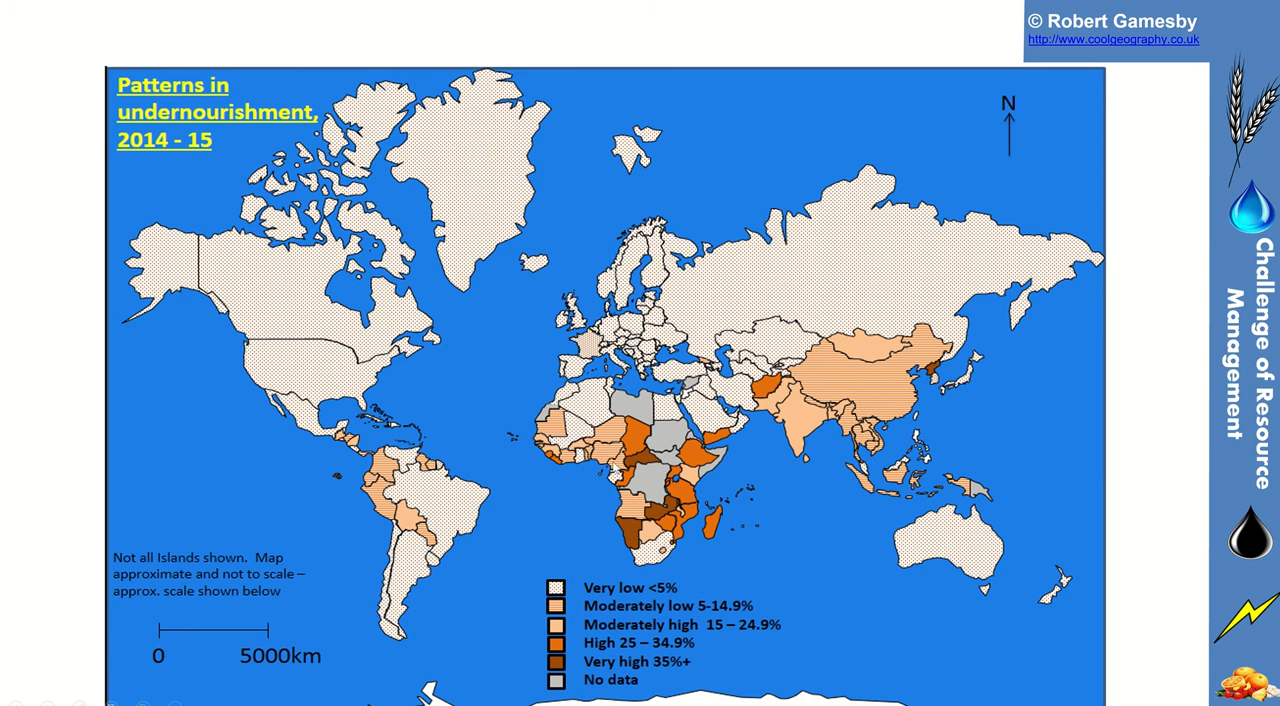 © Robert Gamesby
http://www.coolgeography.co.uk
Patterns in
undernourishment,
2014 - 15
N
Challenge of Resource
Management
Not all Islands shown.  Map
approximate and not to scale –
approx. scale shown below
0 5000km
Very low <5%
Moderately low 5-14.9%
Moderately high  15 – 24.9%
High 25 – 34.9%
Very high 35%+
No data